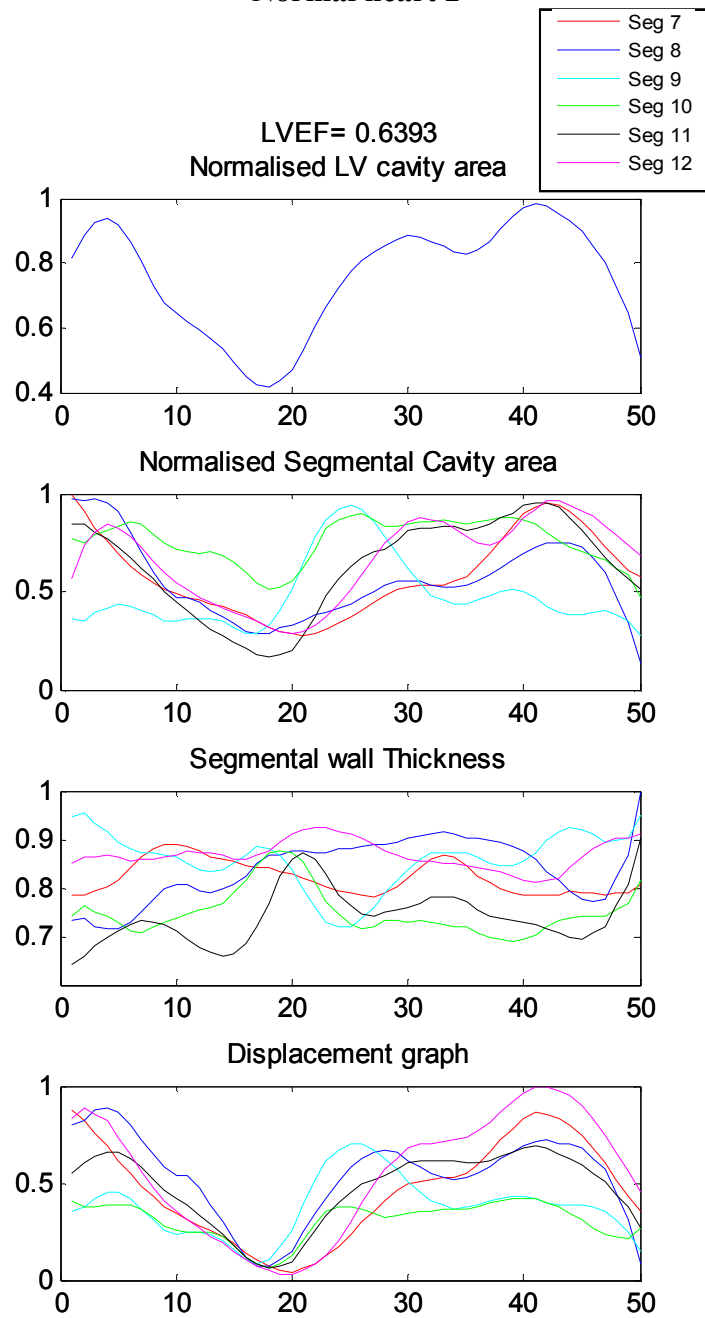 Normal heart 2
Seg 7
Seg 8
Seg 9
Seg 10
Seg 11
Seg 12
LVEF= 0.6393
Normalised LV cavity area
1
0.8
0.6
0.4
0 10 20 30 40 50
Normalised Segmental Cavity area
1
0.5
0
0 10 20 30 40 50
Segmental wall Thickness
1
0.9
0.8
0.7
0 10 20 30 40 50
Displacement graph
1
0.5
0
0 10 20 30 40 50